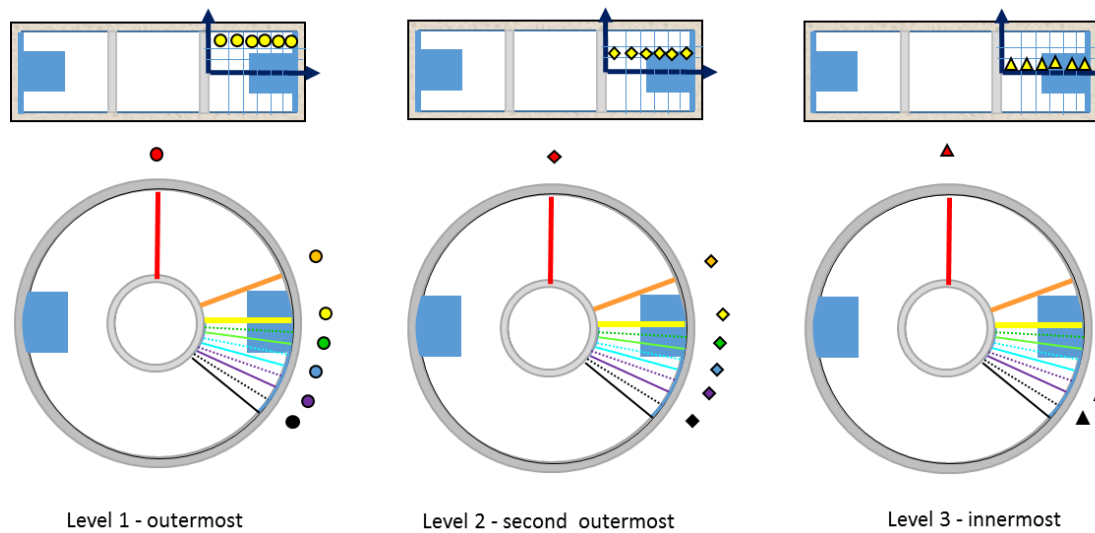 Level 1 - outermost
Level 2 - second outermost
Level 3 - innermost